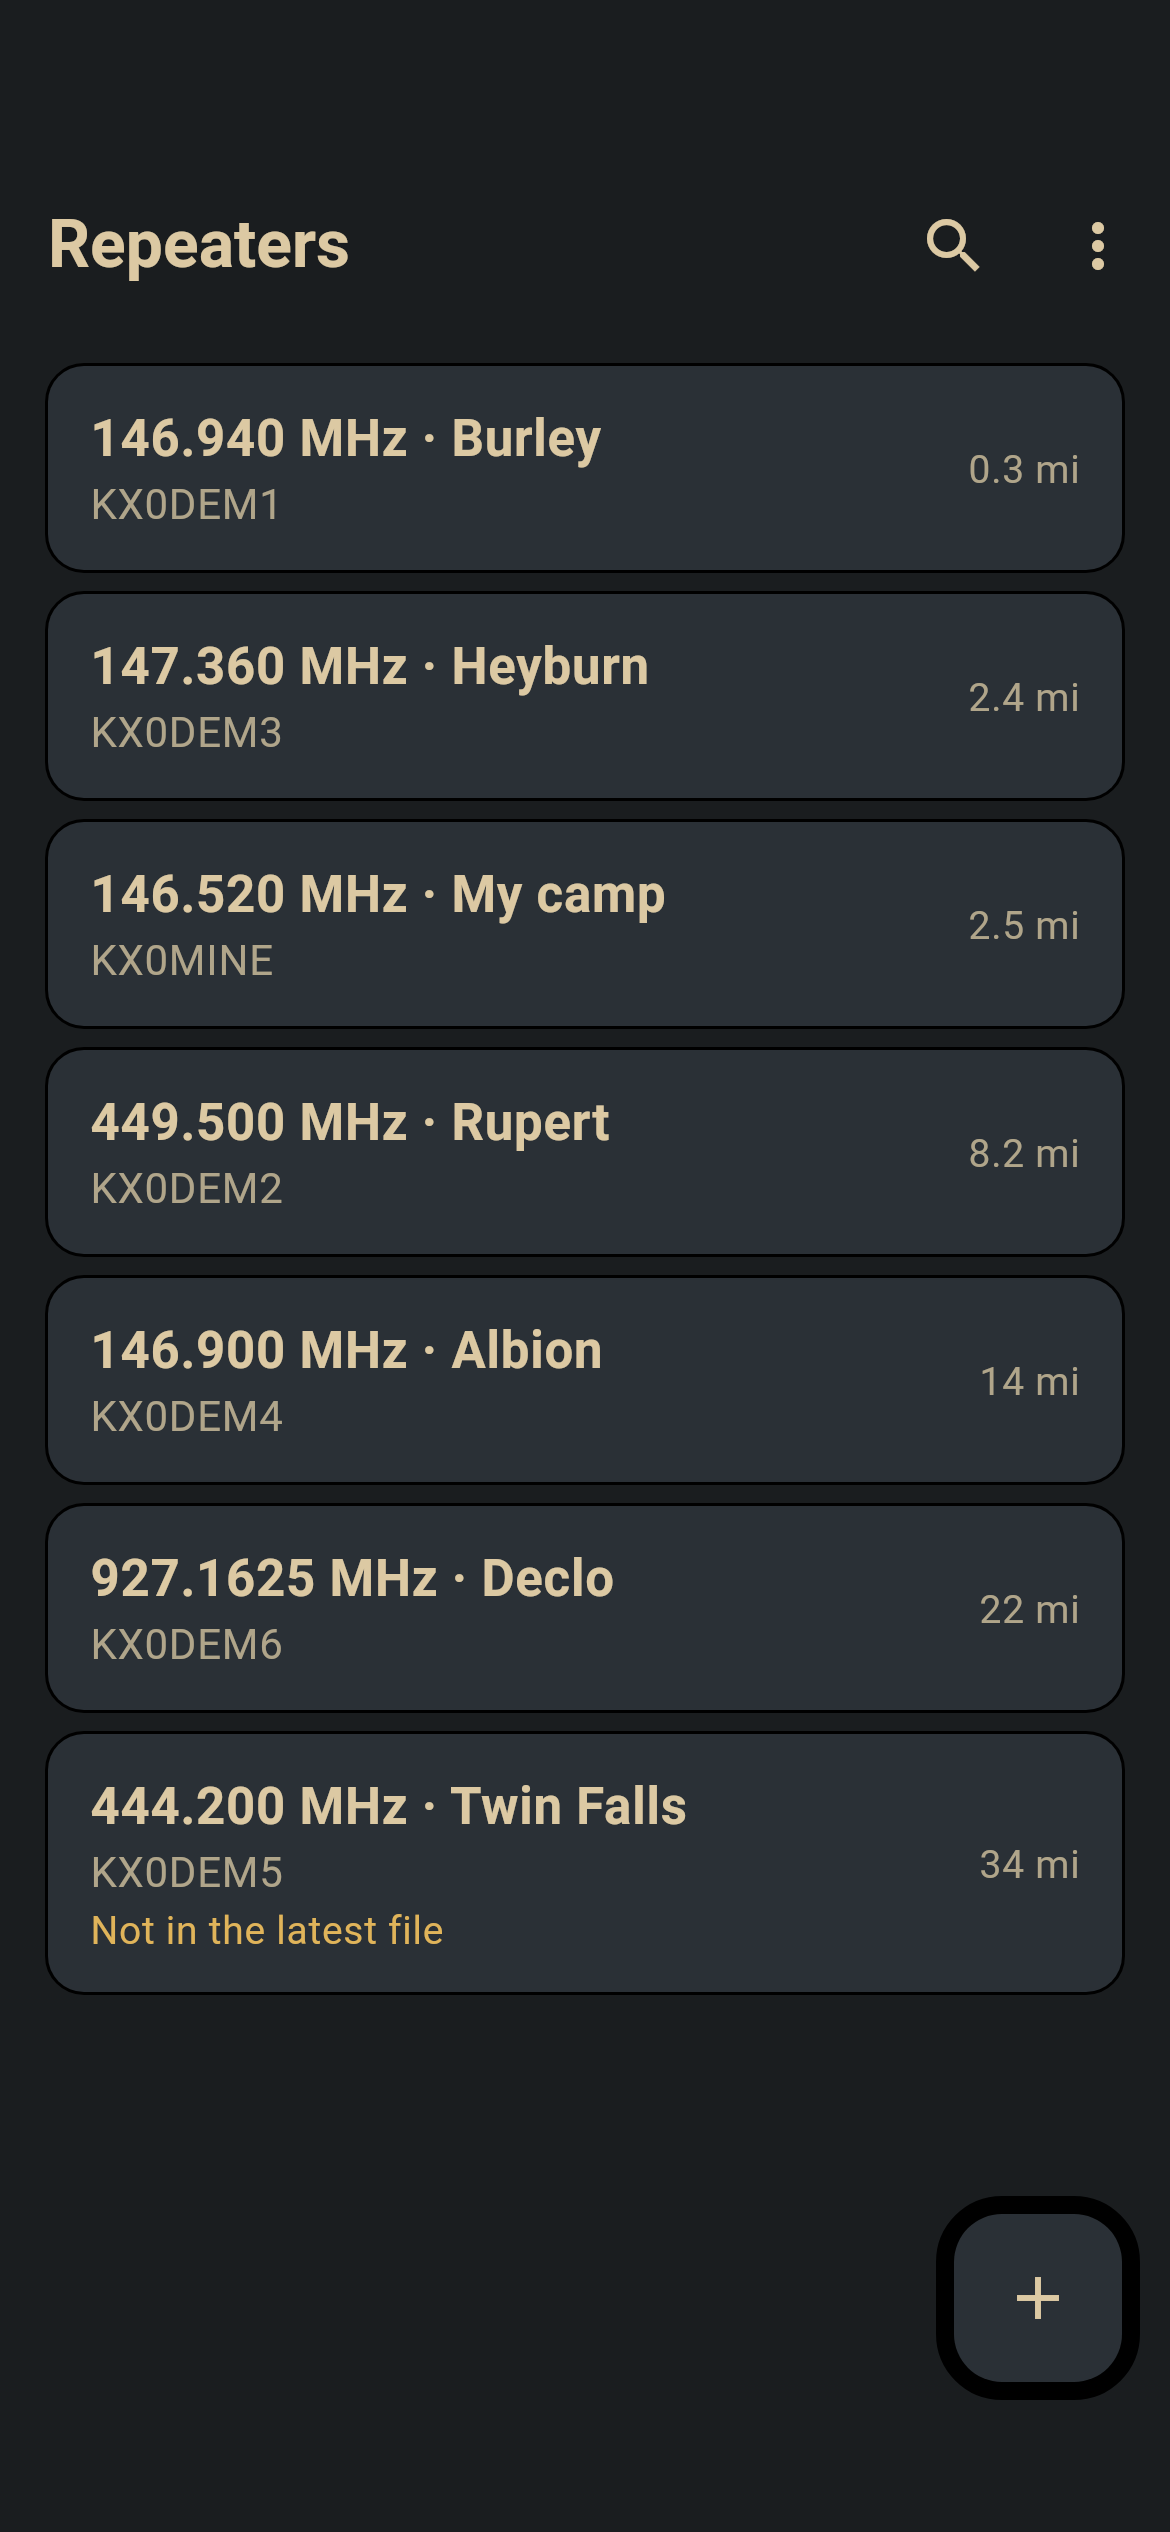 Repeaters
146.940 MHz · Burley
KX0DEM1
0.3 mi
147.360 MHz · Heyburn
KX0DEM3
2.4 mi
146.520 MHz · My camp
KX0MINE
2.5 mi
449.500 MHz · Rupert
KX0DEM2
8.2 mi
146.900 MHz · Albion
KX0DEM4
14 mi
927.1625 MHz · Declo
KX0DEM6
22 mi
444.200 MHz · Twin Falls
KX0DEM5
Not in the latest file
34 mi